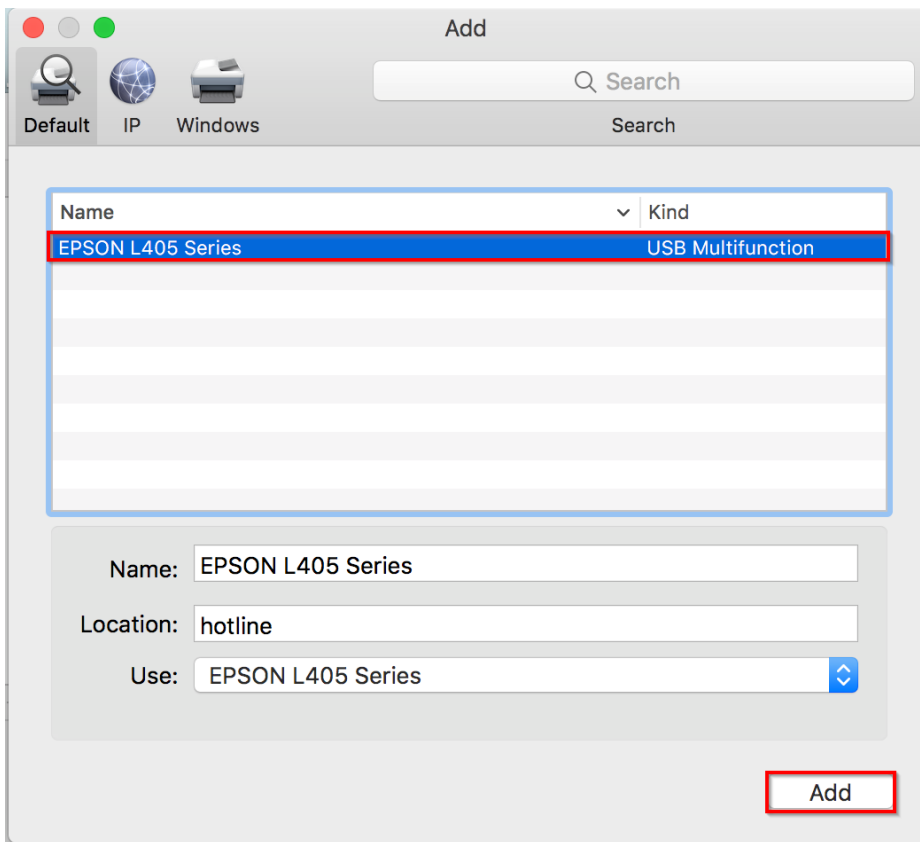 Add
Search
Default IP Windows Search
Name Kind
EPSON L405 Series USB Multifunction
Name: EPSON L405 Series
Location: hotline
Use: EPSON L405 Series
Add